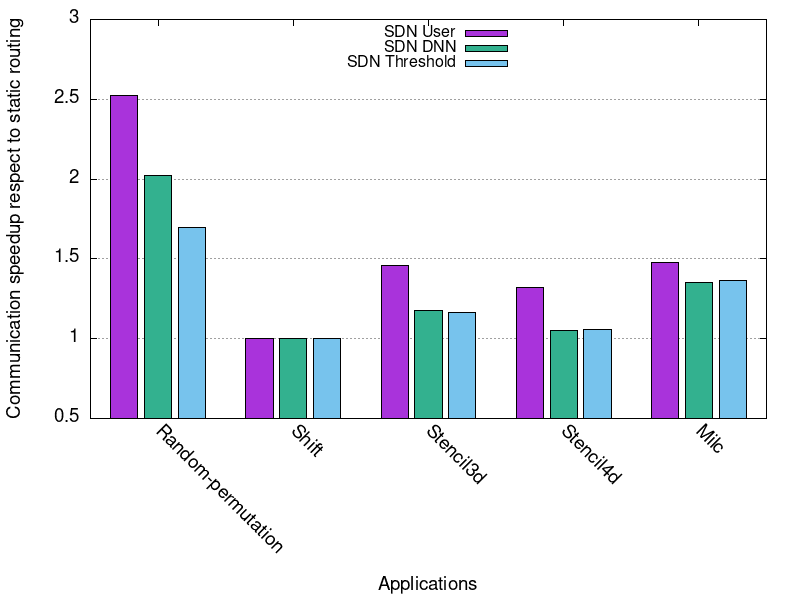 Communication speedup respect to static routing
3
2.5
2
1.5
1
0.5
SDN User
SDN DNN
SDN Threshold
Random-permutation
Shift
Stencil3d
Stencil4d
Milc
Applications